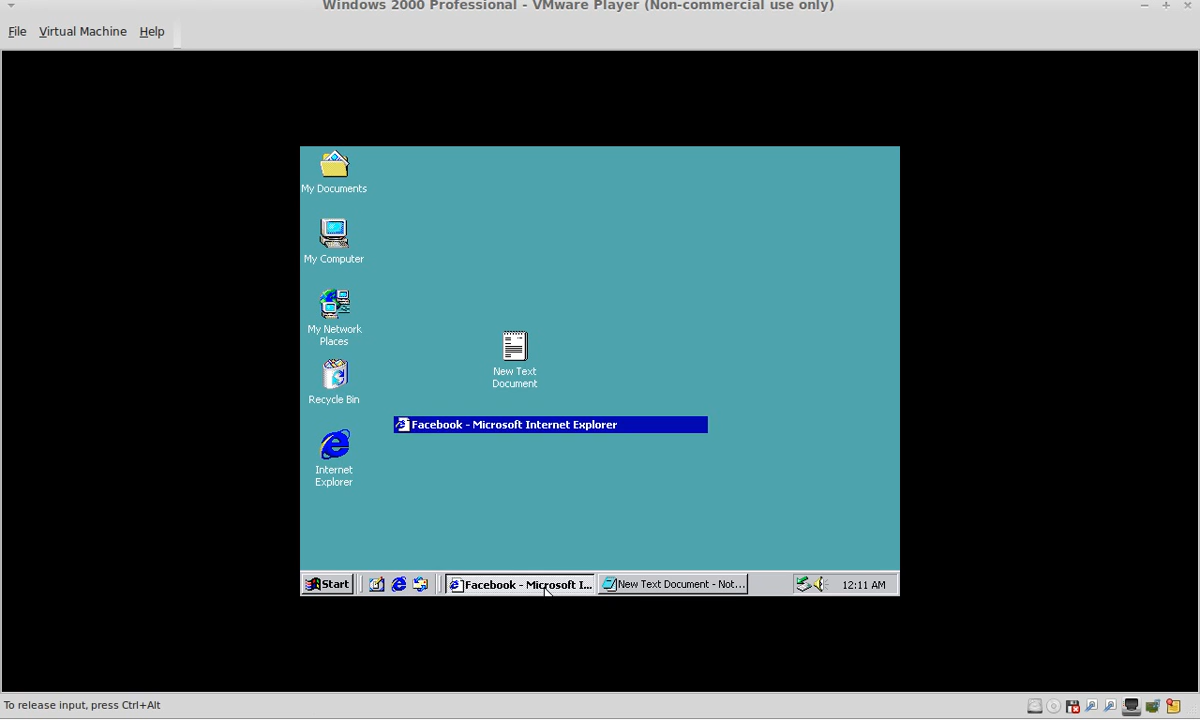 Windows 2000 Professional - VMware Player (Non-commercial use only)
File Virtual Machine Help
My Documents
My Computer
My Network
Places
Recycle Bin
Internet
Explorer
New Text
Document
Facebook - Microsoft Internet Explorer
Start
Facebook - Microsoft I...
New Text Document - Not...
12:11 AM
To release input, press Ctrl+Alt